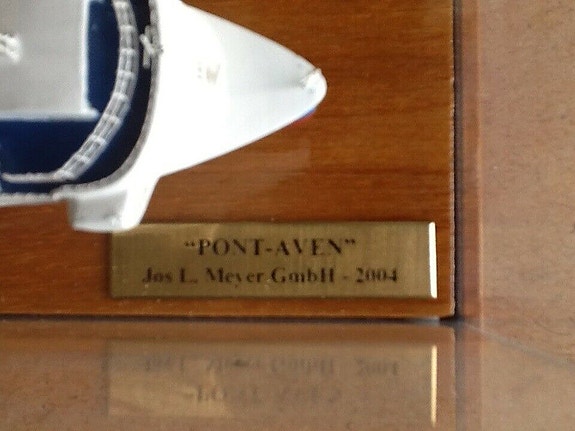 “PONT-AVEN”
Jos L. Meyer GmbH - 2004